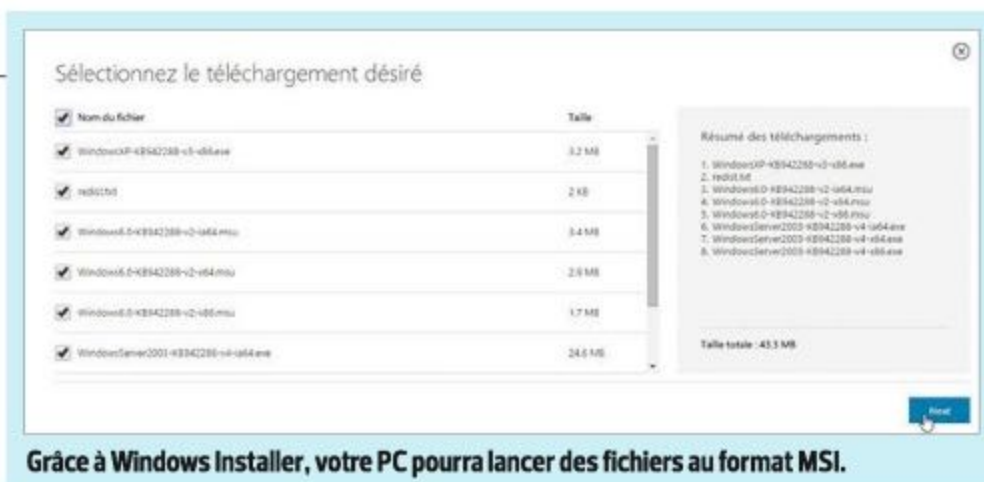 Sélectionnez le téléchargement désiré
Nom du fichier
Taille
WindowsXP-KB942288-v3-x86.exe
3.2 MB
redist.txt
2 KB
Windows6.0-KB942288-v2-ia64.msu
3.4 MB
Windows6.0-KB942288-v2-x64.msu
2.9 MB
Windows6.0-KB942288-v2-x86.msu
1.7 MB
WindowsServer2003-KB942288-v4-ia64.exe
24.6 MB
Résumé des téléchargements :
1. WindowsXP-KB942288-v3-x86.exe
2. redist.txt
3. Windows6.0-KB942288-v2-ia64.msu
4. Windows6.0-KB942288-v2-x64.msu
5. Windows6.0-KB942288-v2-x86.msu
6. WindowsServer2003-KB942288-v4-ia64.exe
7. WindowsServer2003-KB942288-v4-x64.exe
8. WindowsServer2003-KB942288-v4-x86.exe
Taille totale : 43.3 MB
Next
Grâce à Windows Installer, votre PC pourra lancer des fichiers au format MSI.